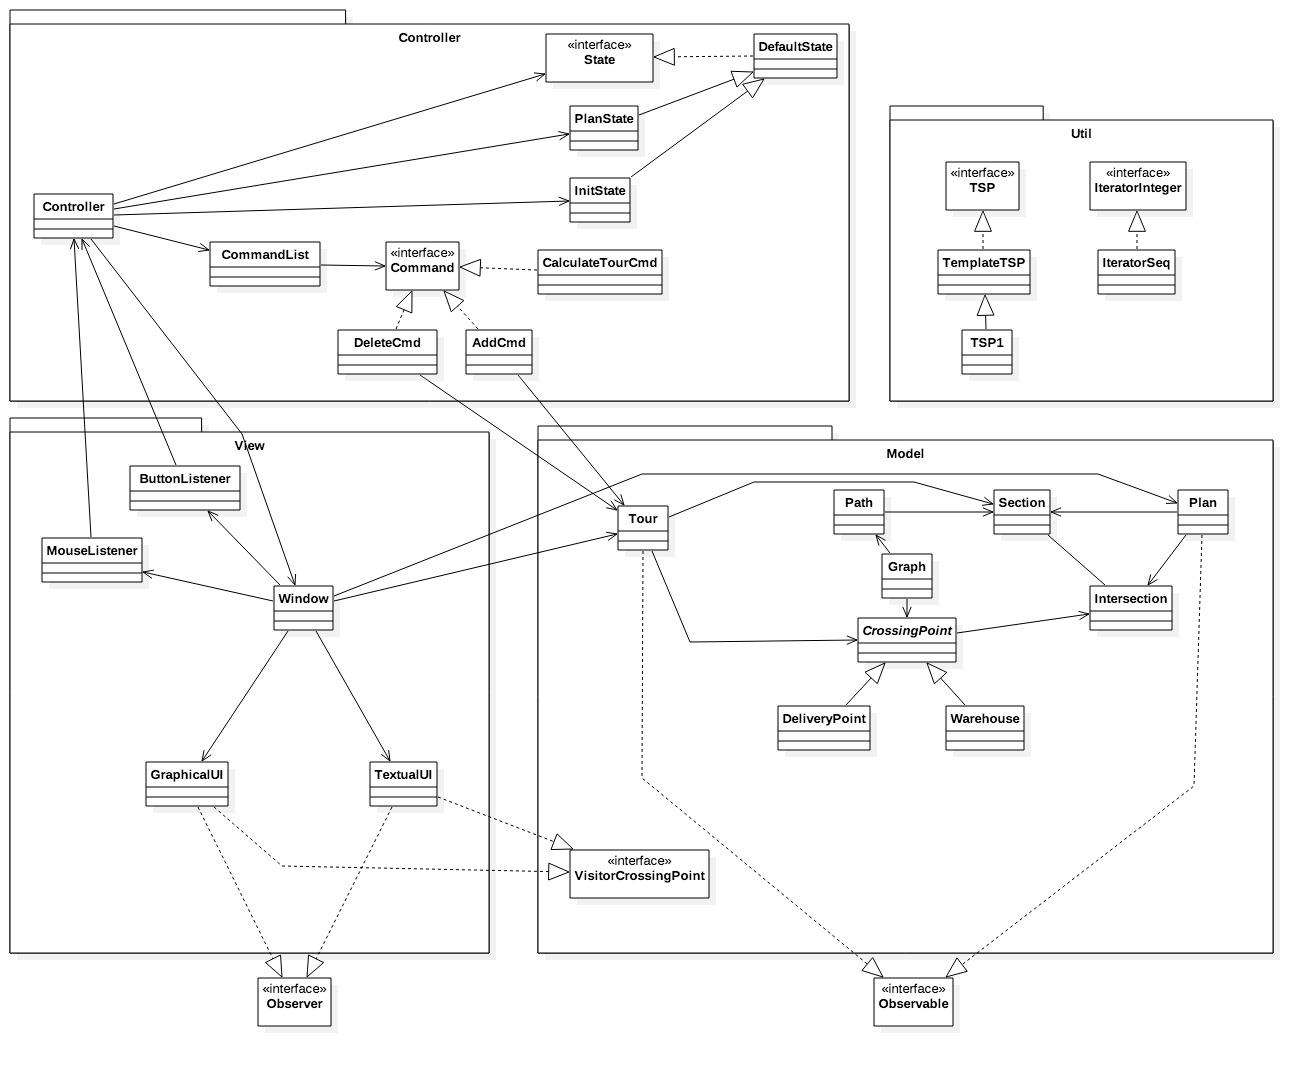 Controller
«interface»
State
DefaultState
PlanState
InitState
Controller
CommandList
«interface»
Command
CalculateTourCmd
DeleteCmd
AddCmd
Util
«interface»
TSP
«interface»
IteratorInteger
TemplateTSP
IteratorSeq
TSP1
View
ButtonListener
MouseListener
Window
GraphicalUI
TextualUI
Model
Tour
Path
Section
Plan
Graph
Intersection
CrossingPoint
DeliveryPoint
Warehouse
«interface»
VisitorCrossingPoint
«interface»
Observer
«interface»
Observable